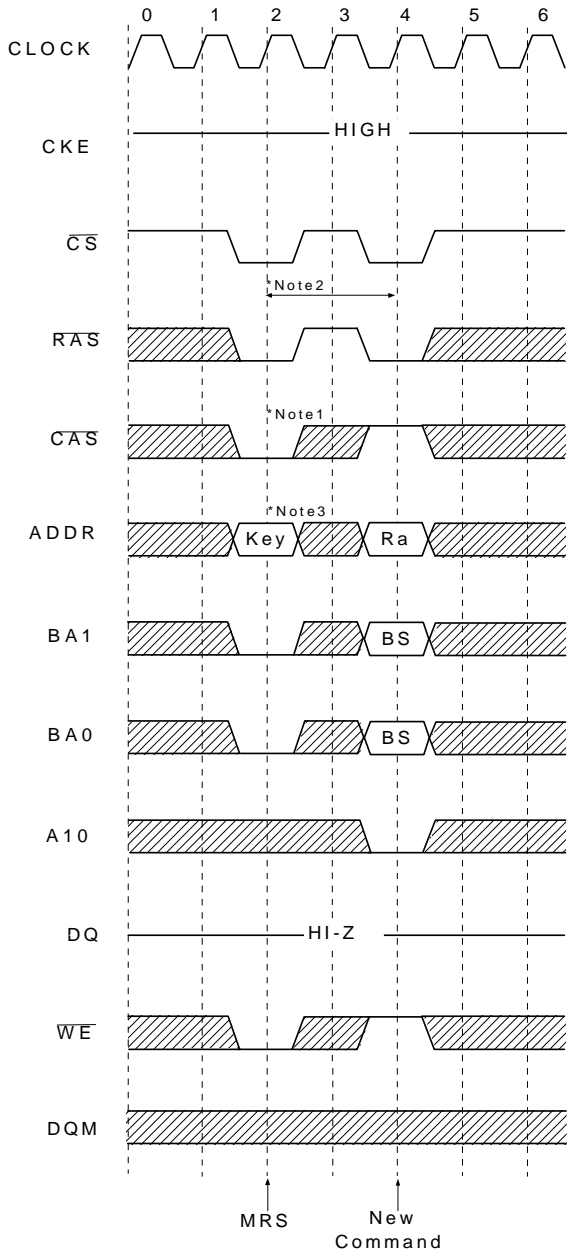 0 1 2 3 4 5 6
CLOCK
CKE
HIGH
CS
*Note2
RAS
*Note1
CAS
*Note3
ADDR
Key
Ra
BA1
BS
BA0
BS
A10
DQ
HI-Z
WE
DQM
MRS
New
Command